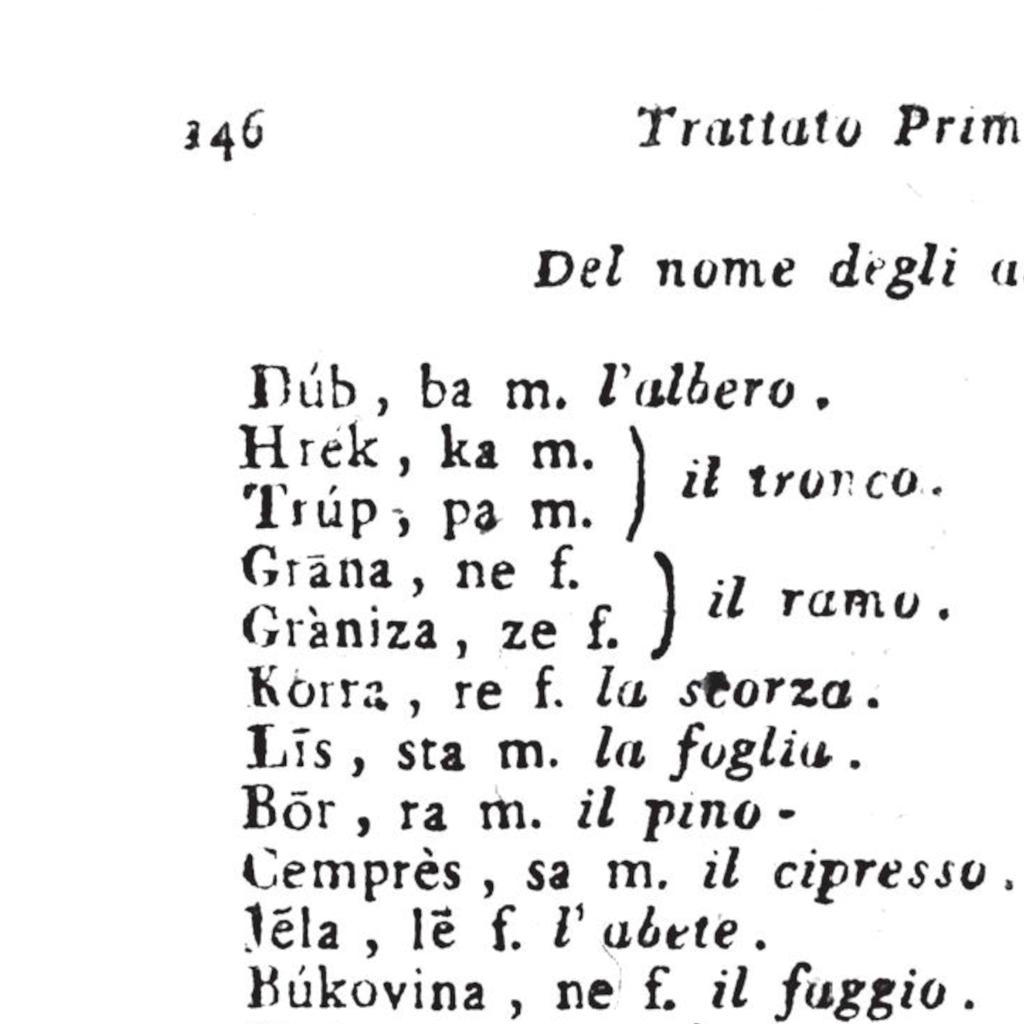 146 Trattato Prim
Del nome degli a
Dúb, ba m. l'albero.
Hrék, ka m.
Trúp, pa m. ) il tronco.
Grāna, ne f.
Gràniza, ze f. ) il ramo.
Korra, re f. la scorza.
Līs, sta m. la foglia.
Bōr, ra m. il pino-
Cemprès, sa m. il cipresso.
Jēla, lē f. l' abete.
Búkovina, ne f. il faggio.